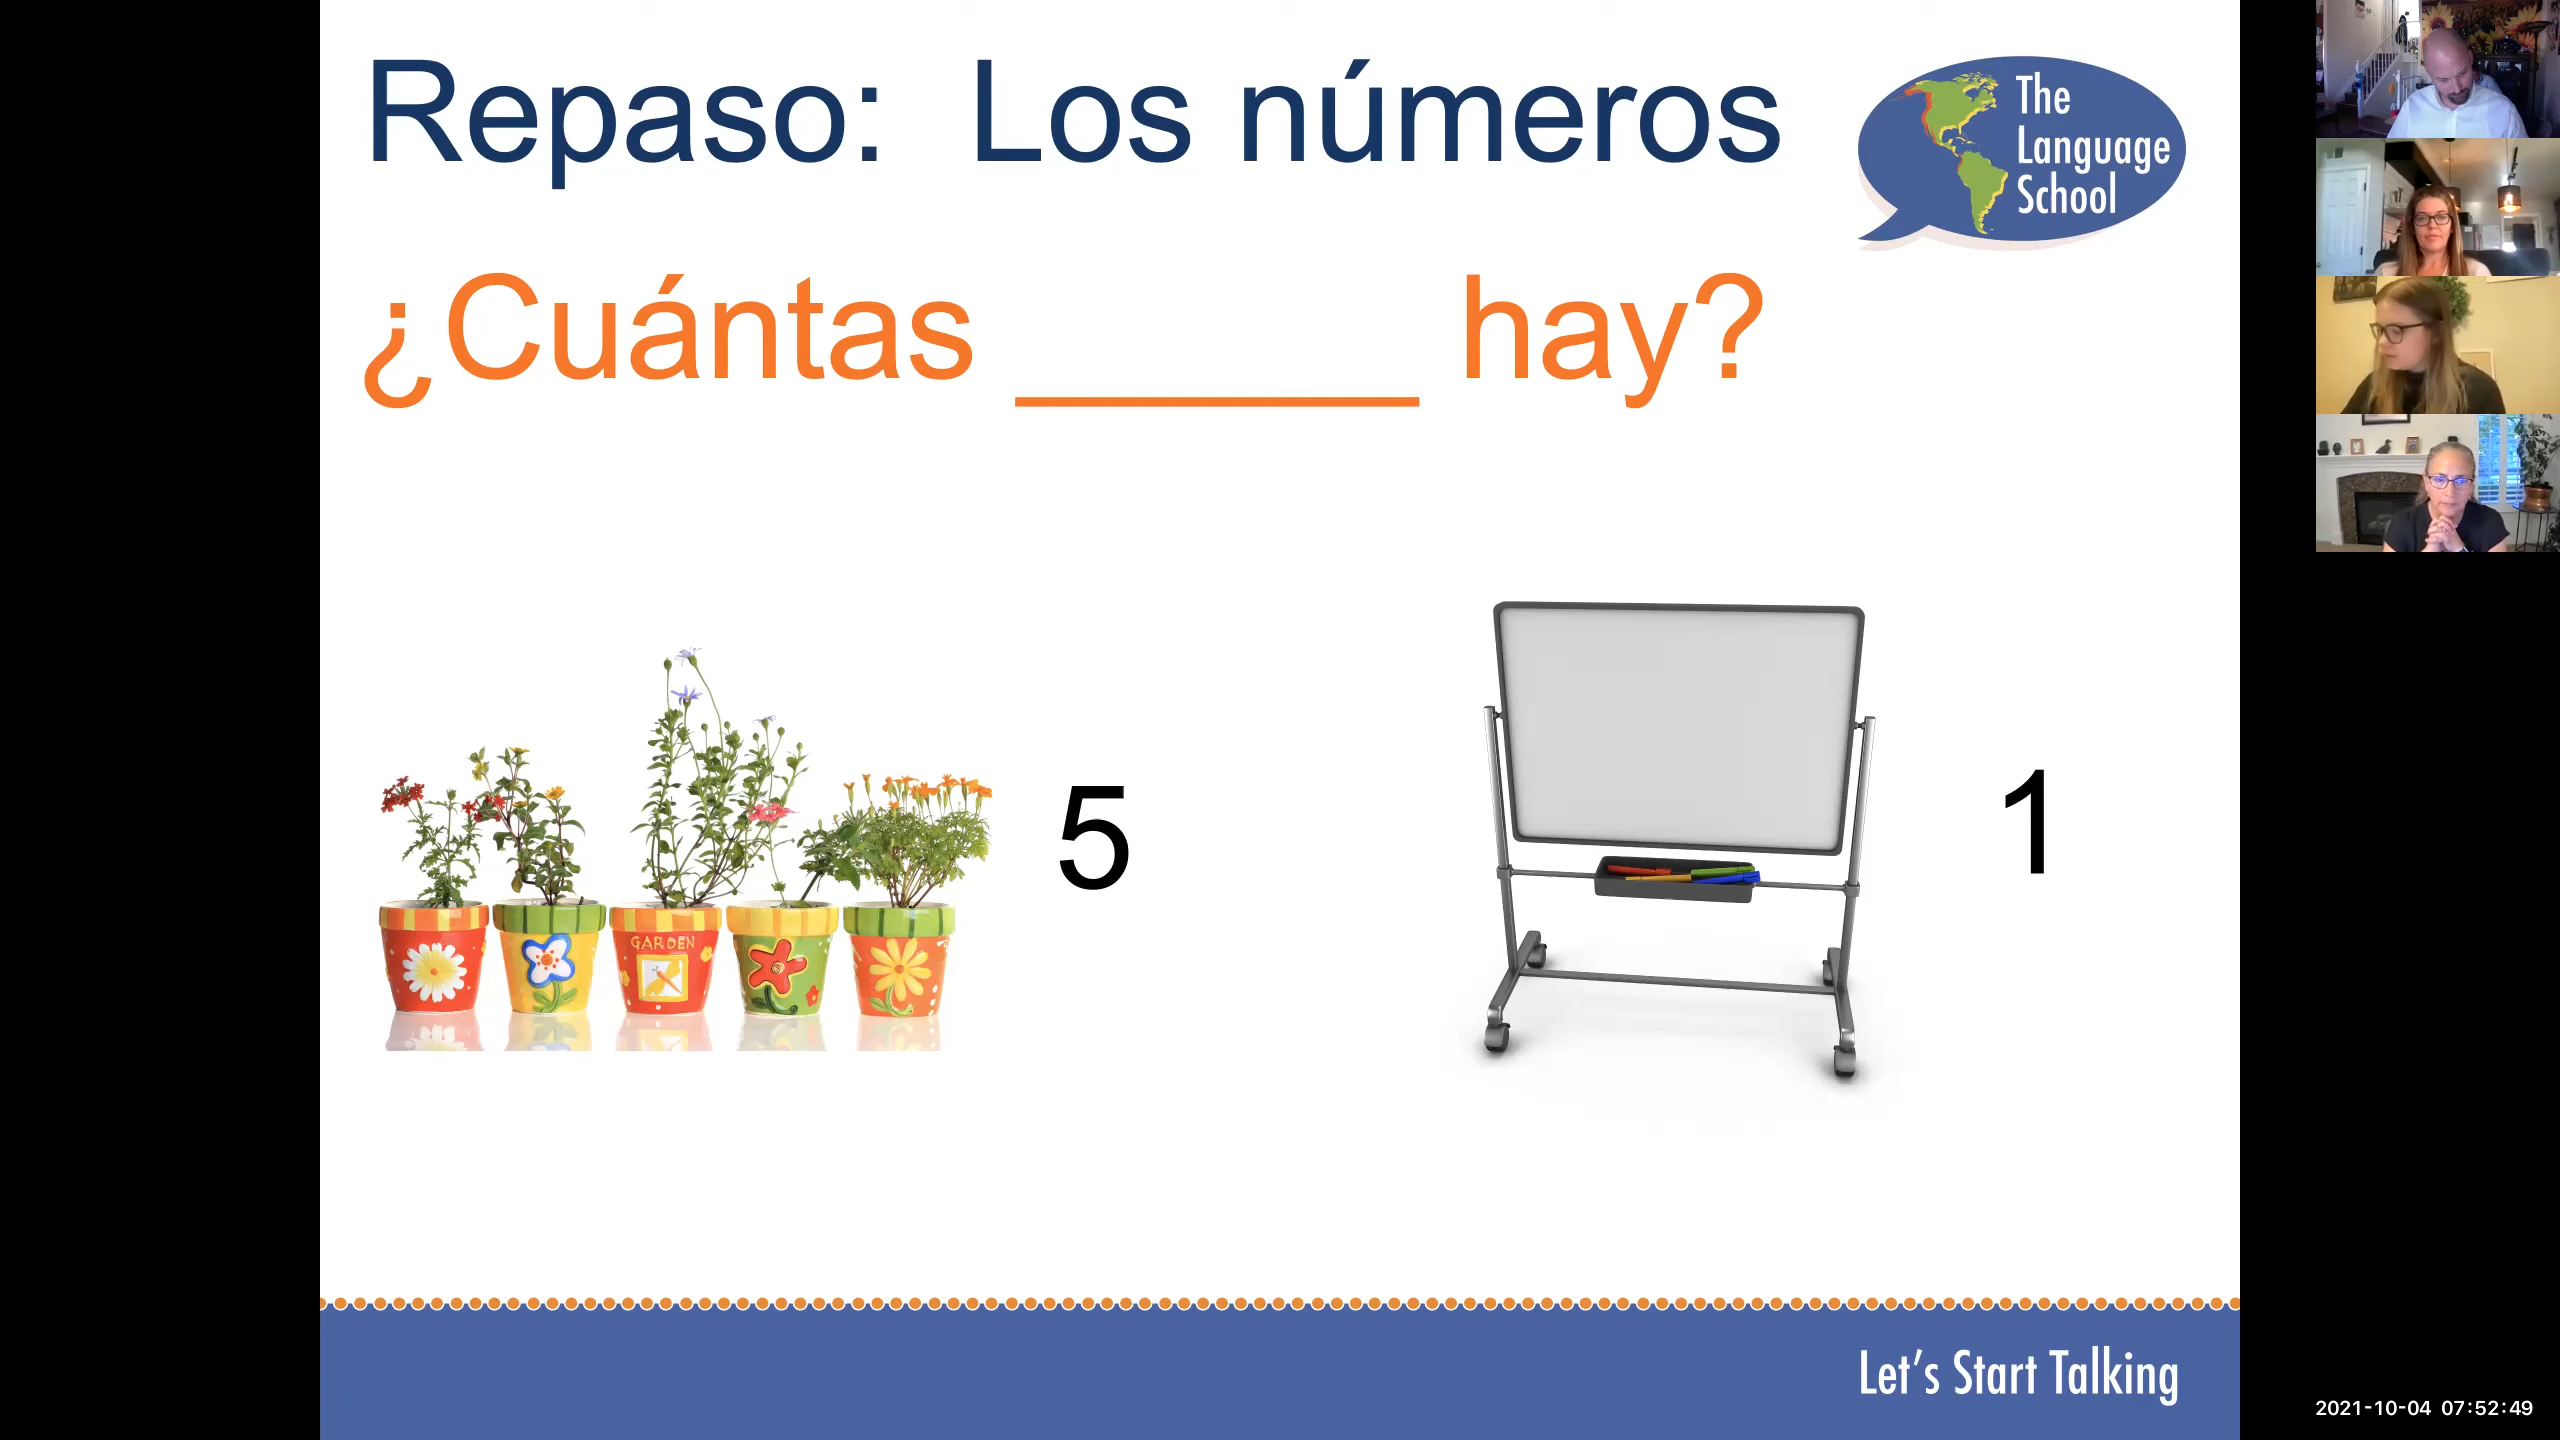 Repaso: Los números
The
Language
School
¿Cuántas ______ hay?
5
1
GARDEN
Let's Start Talking
2021-10-04 07:52:49